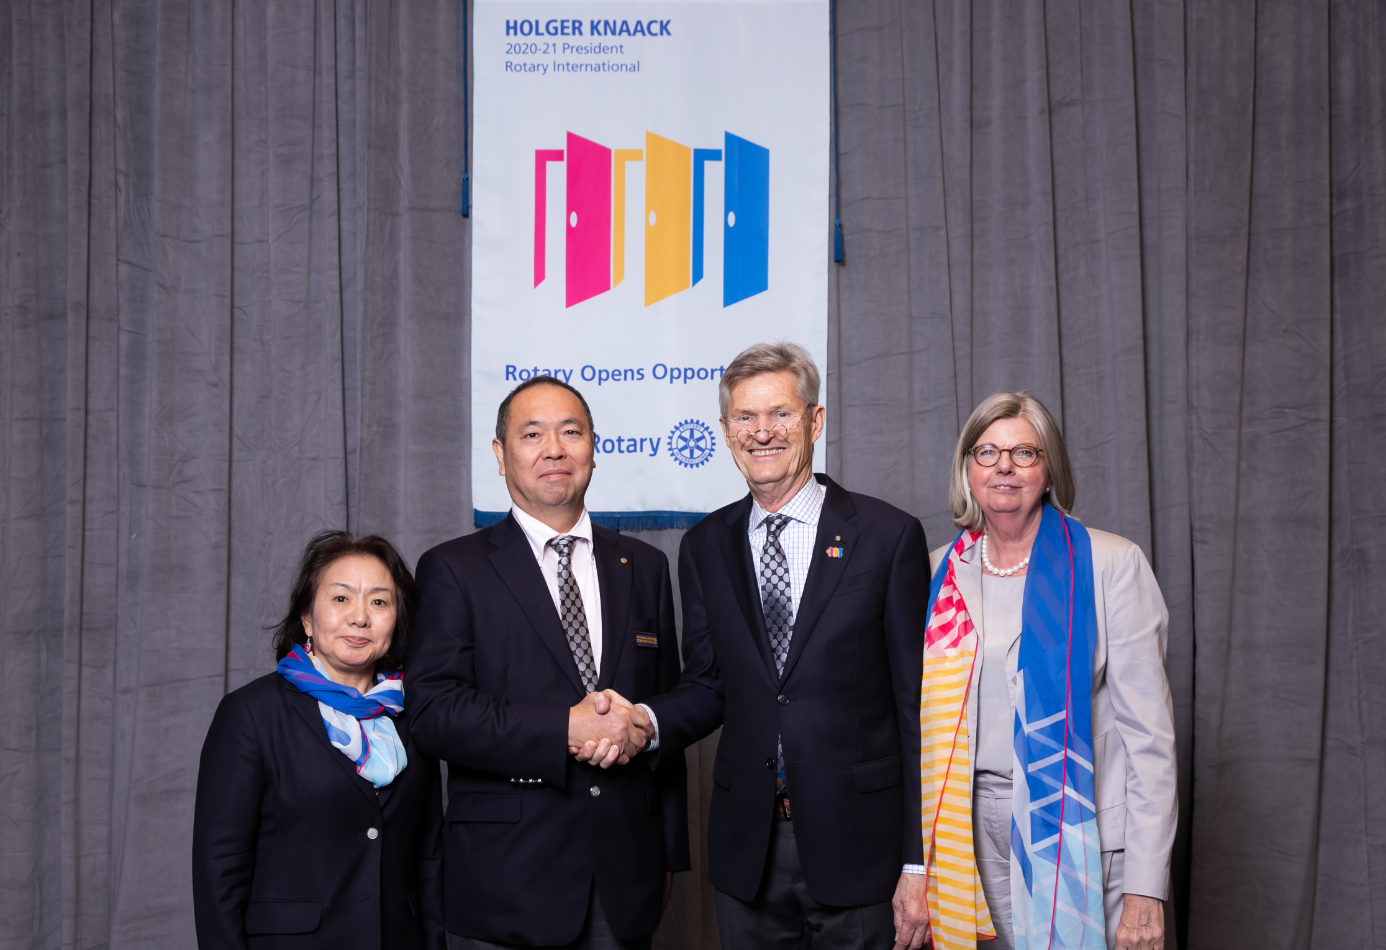 HOLGER KNAACK
2020-21 President
Rotary International
Rotary Opens Opport
Rotary